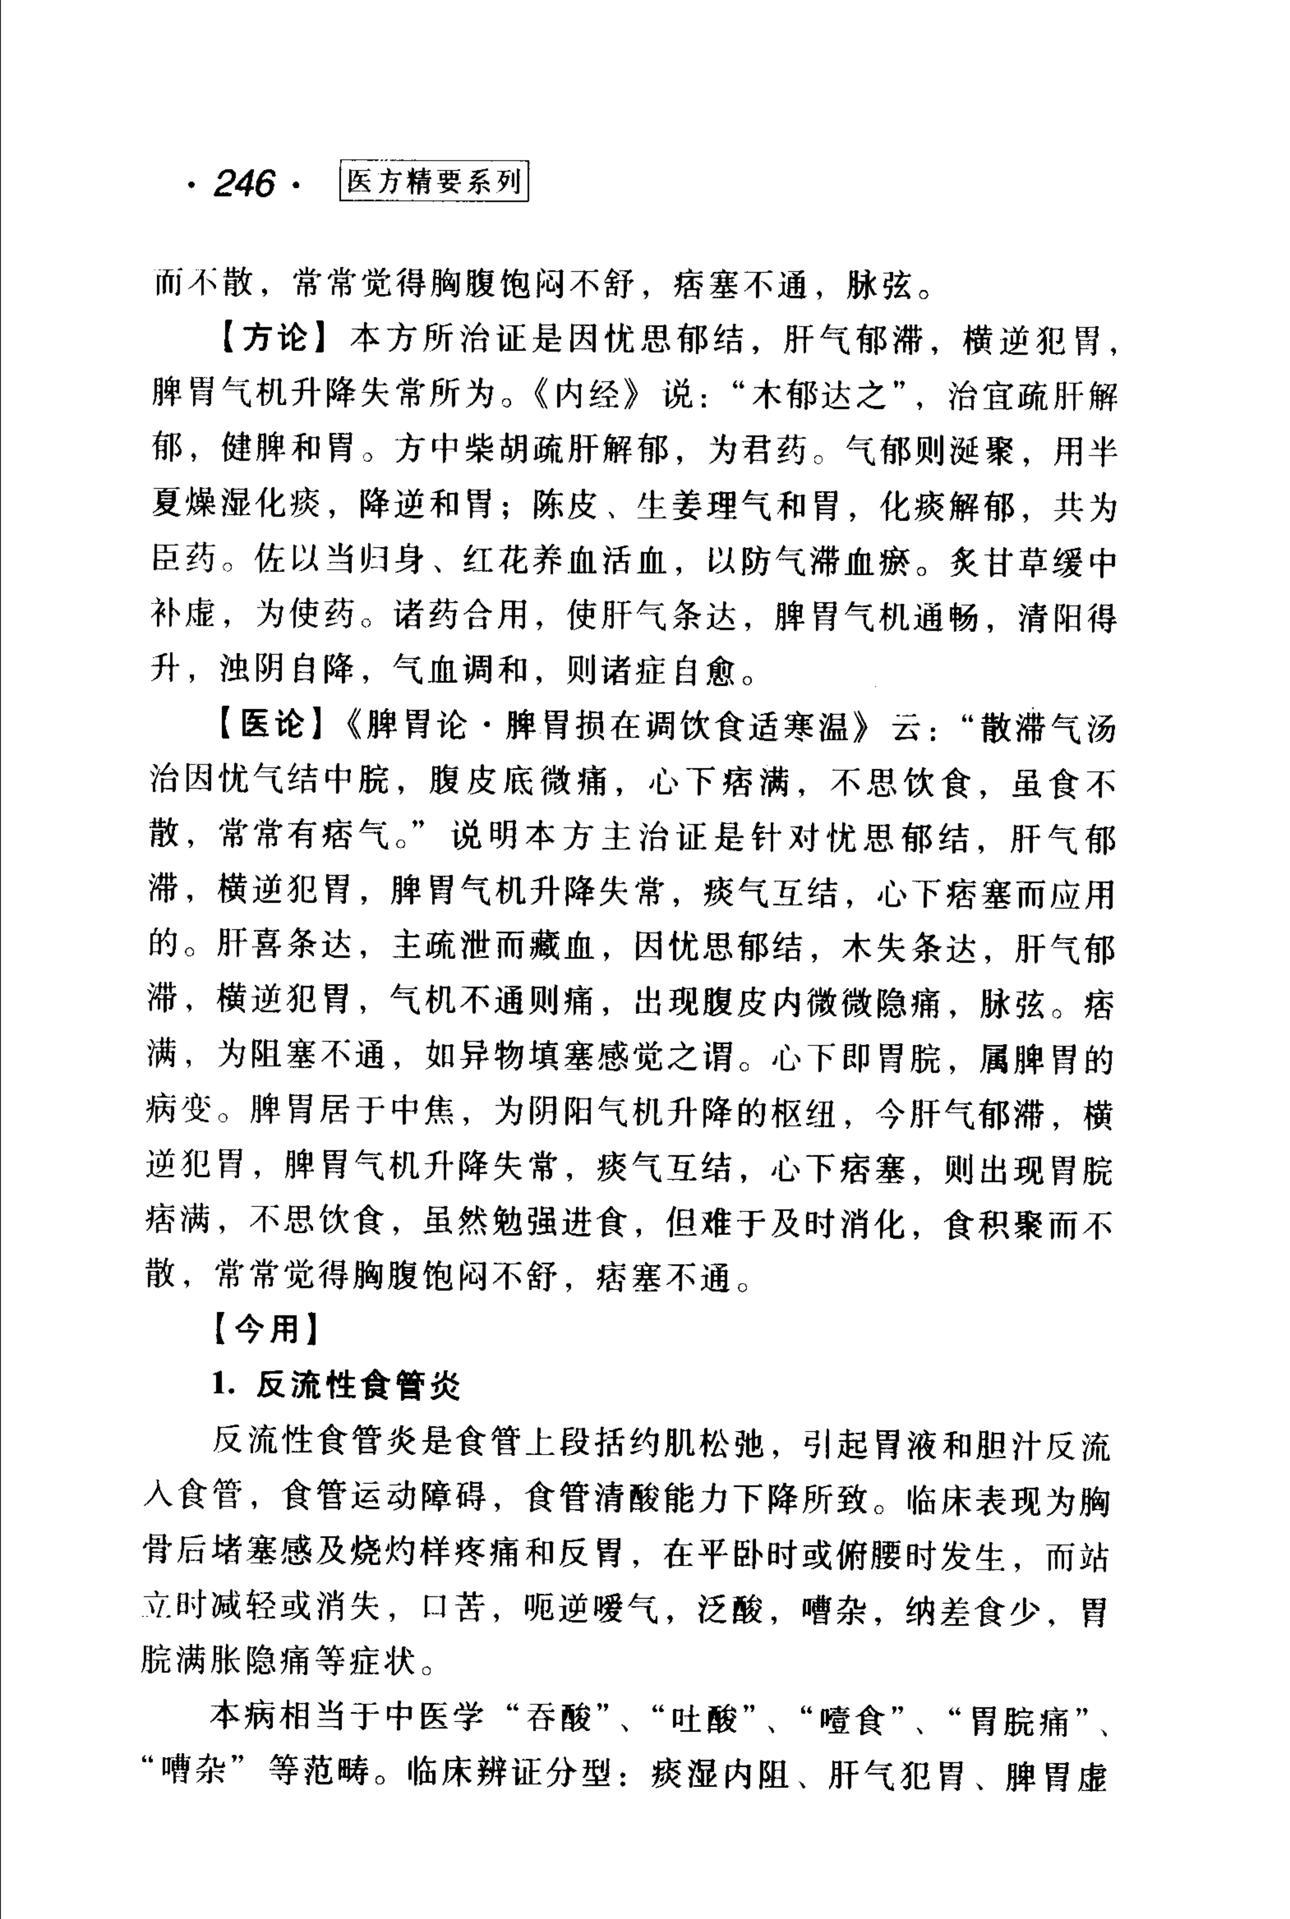 · 246 · 医方精要系列
而不散，常常觉得胸腹饱闷不舒，痞塞不通，脉弦。
【方论】本方所治证是因忧思郁结，肝气郁滞，横逆犯胃，
脾胃气机升降失常所为。《内经》说：“木郁达之”，治宜疏肝解
郁，健脾和胃。方中柴胡疏肝解郁，为君药。气郁则涎聚，用半
夏燥湿化痰，降逆和胃；陈皮、生姜理气和胃，化痰解郁，共为
臣药。佐以当归身、红花养血活血，以防气滞血瘀。炙甘草缓中
补虚，为使药。诸药合用，使肝气条达，脾胃气机通畅，清阳得
升，浊阴自降，气血调和，则诸症自愈。
【医论】《脾胃论·脾胃损在调饮食适寒温》云：“散滞气汤
治因忧气结中脘，腹皮底微痛，心下痞满，不思饮食，虽食不
散，常常有痞气。”说明本方主治证是针对忧思郁结，肝气郁
滞，横逆犯胃，脾胃气机升降失常，痰气互结，心下痞塞而应用
的。肝喜条达，主疏泄而藏血，因忧思郁结，木失条达，肝气郁
滞，横逆犯胃，气机不通则痛，出现腹皮内微微隐痛，脉弦。痞
满，为阻塞不通，如异物填塞感觉之谓。心下即胃脘，属脾胃的
病变。脾胃居于中焦，为阴阳气机升降的枢纽，今肝气郁滞，横
逆犯胃，脾胃气机升降失常，痰气互结，心下痞塞，则出现胃脘
痞满，不思饮食，虽然勉强进食，但难于及时消化，食积聚而不
散，常常觉得胸腹饱闷不舒，痞塞不通。
【今用】
1. 反流性食管炎
反流性食管炎是食管上段括约肌松弛，引起胃液和胆汁反流
入食管，食管运动障碍，食管清酸能力下降所致。临床表现为胸
骨后堵塞感及烧灼样疼痛和反胃，在平卧时或俯腰时发生，而站
立时减轻或消失，口苦，呃逆嗳气，泛酸，嘈杂，纳差食少，胃
脘满胀隐痛等症状。
本病相当于中医学“吞酸”、“吐酸”、“噎食”、“胃脘痛”、
“嘈杂”等范畴。临床辨证分型：痰湿内阻、肝气犯胃、脾胃虚